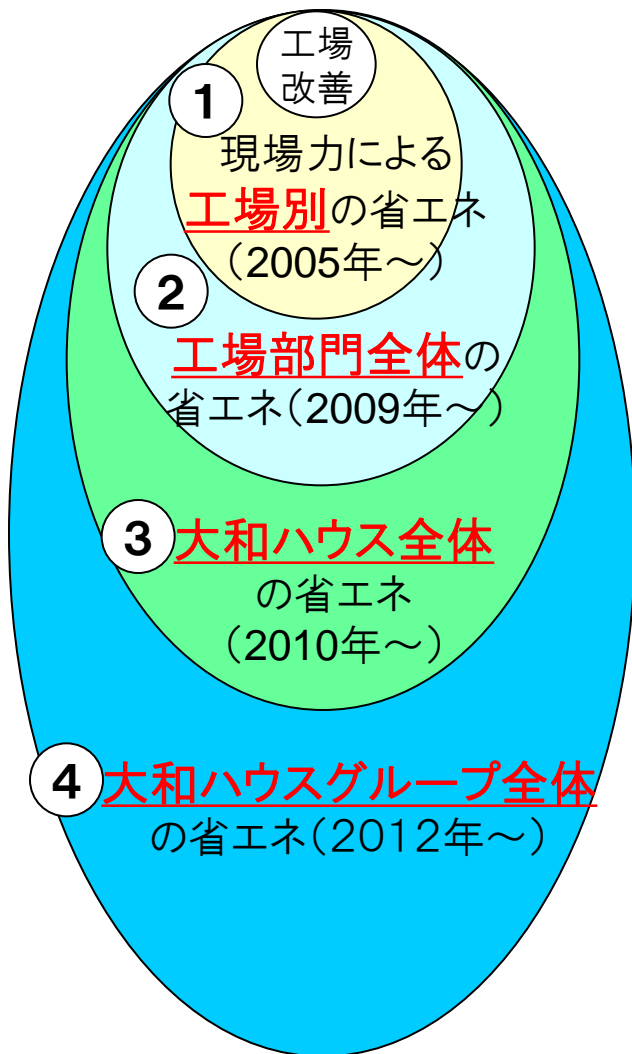 工場
改善
1
現場力による
工場別の省エネ
（2005年～）
2
工場部門全体の
省エネ（2009年～）
3 大和ハウス全体
の省エネ
（2010年～）
4 大和ハウスグループ全体
の省エネ（2012年～）